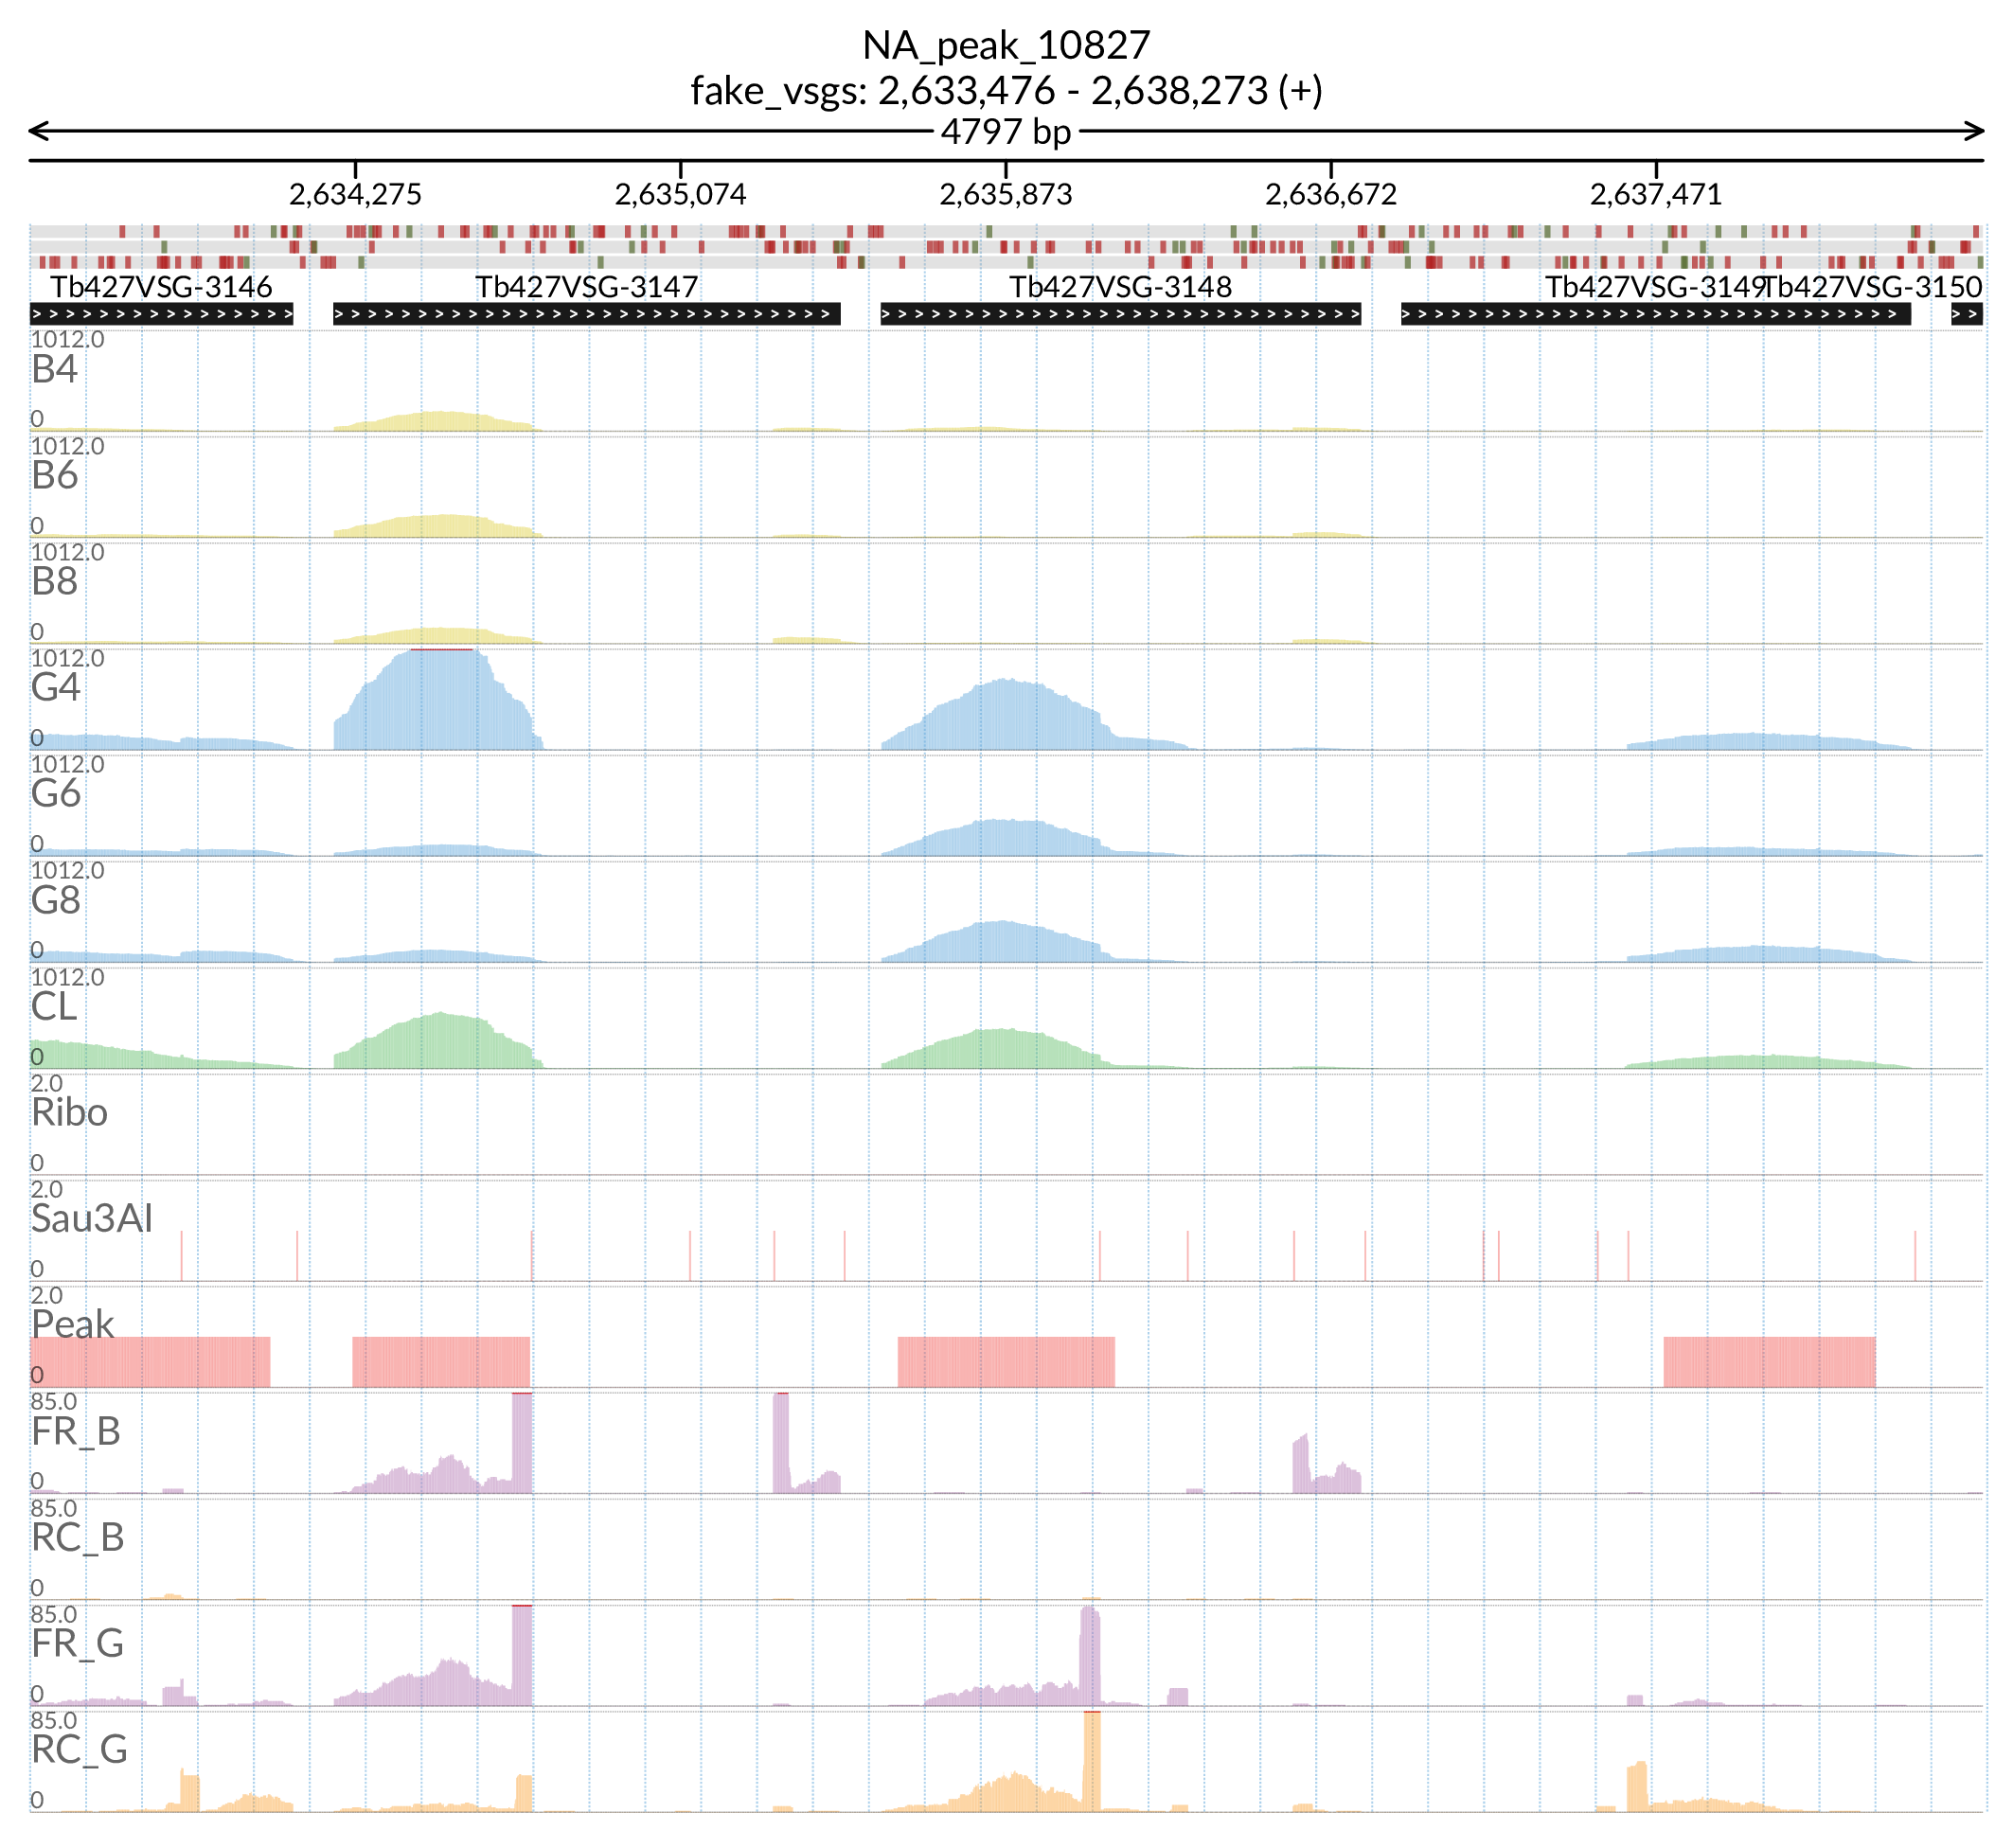 NA_peak_10827
fake_vsgs: 2,633,476 - 2,638,273 (+)
4797 bp
2,634,275 2,635,074 2,635,873 2,636,672 2,637,471
Tb427VSG-3146 Tb427VSG-3147 Tb427VSG-3148 Tb427VSG-3149 Tb427VSG-3150
1012.0
B4
0
1012.0
B6
0
1012.0
B8
0
1012.0
G4
0
1012.0
G6
0
1012.0
G8
0
1012.0
CL
0
2.0
Ribo
0
2.0
Sau3AI
0
2.0
Peak
0
85.0
FR_B
0
85.0
RC_B
0
85.0
FR_G
0
85.0
RC_G
0